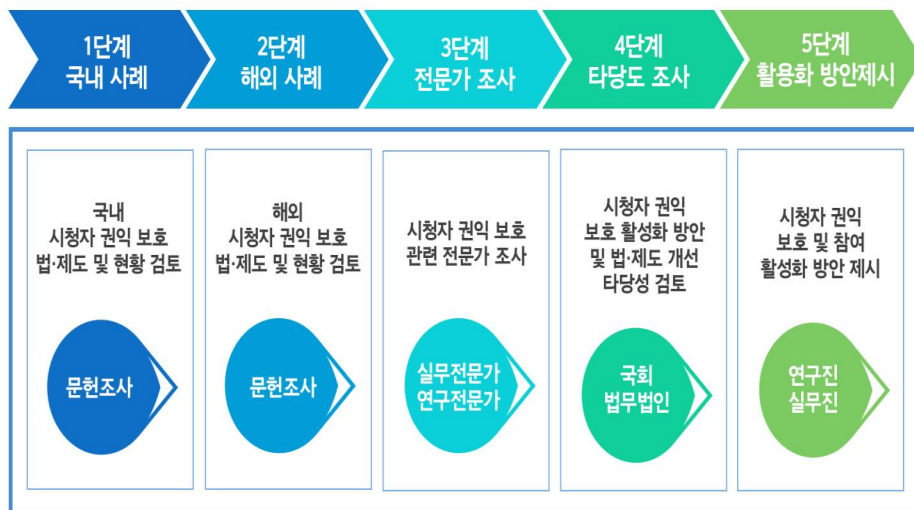 1단계
국내 사례
2단계
해외 사례
3단계
전문가 조사
4단계
타당도 조사
5단계
활용화 방안제시
국내
시청자 권익 보호
법·제도 및 현황 검토
문헌조사
해외
시청자 권익 보호
법·제도 및 현황 검토
문헌조사
시청자 권익 보호
관련 전문가 조사
실무전문가
연구전문가
시청자 권익
보호 활성화 방안
및 법·제도 개선
타당성 검토
국회
법무법인
시청자 권익
보호 및 참여
활성화 방안 제시
연구진
실무진